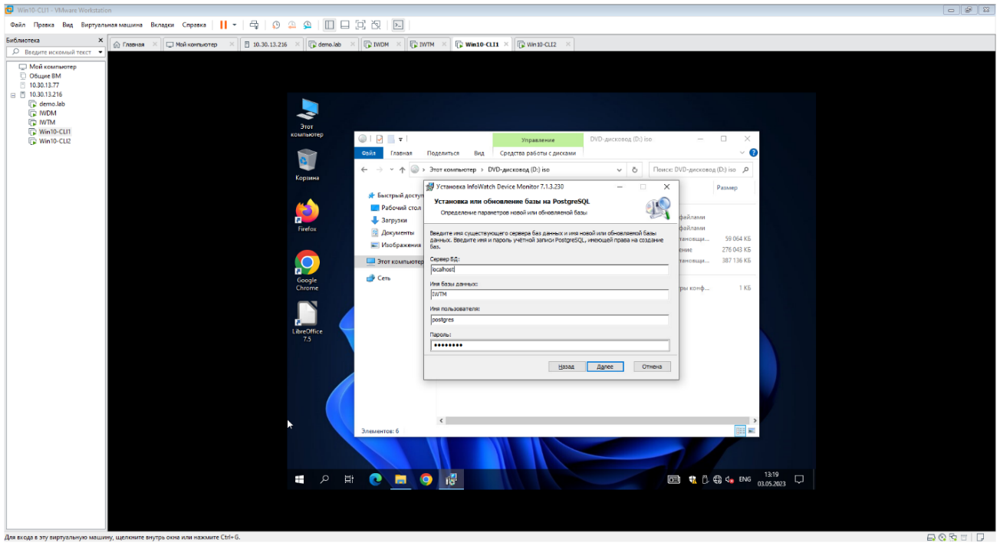 Win10-CLI1 - VMware Workstation
Файл Правка Вид Виртуальная машина Вкладки Справка
Библиотека
Введите искомый текст
Мой компьютер
Общие ВМ
10.30.13.77
10.30.13.216
demo.lab
IWDM
IWTM
Win10-CLI1
Win10-CLI2
Главная
Мой компьютер
10.30.13.216
demo.lab
IWDM
IWTM
Win10-CLI1
Win10-CLI2
Этот
компьютер
Корзина
Firefox
Google
Chrome
LibreOffice
7.5
Управление
DVD-дисковод (D:) iso
Файл Главная Поделиться Вид Средства работы с дисками
Этот компьютер › DVD-дисковод (D:) iso
Поиск: DVD-дисковод (D:) iso
Размер
Быстрый доступ
Рабочий стол
Загрузки
Документы
Изображения
Этот компьютер
Сеть
файлами
файлами
тановщи... 59 064 КБ
ение 276 043 КБ
тановщи... 387 136 КБ
ры конф... 1 КБ
Установка InfoWatch Device Monitor 7.1.3.230
Установка или обновление базы на PostgreSQL
Определение параметров новой или обновляемой базы
Введите имя существующего сервера баз данных и имя новой или обновляемой базы
данных. Введите имя и пароль учётной записи PostgreSQL, имеющей права на создание
баз.
Сервер БД:
localhost
Имя базы данных:
IWTM
Имя пользователя:
postgres
Пароль:
Назад Далее Отмена
Элементов: 6
ENG
13:19
03.05.2023
Для входа в эту виртуальную машину, щелкните внутрь окна или нажмите Ctrl+G.